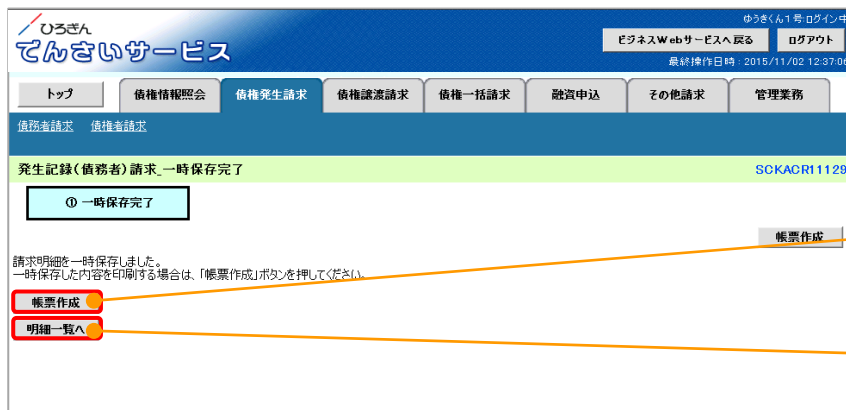 ひろぎん
でんさいサービス
ゆうきくん1号:ログイン中
ビジネスWebサービスへ戻る ログアウト
最終操作日時:2015/11/02 12:37:06
トップ 債権情報照会 債権発生請求 債権譲渡請求 債権一括請求 融資申込 その他請求 管理業務
債務者請求 債権者請求
発生記録(債務者)請求_一時保存完了 SCKACR11129
① 一時保存完了
帳票作成
請求明細を一時保存しました。
一時保存した内容を印刷する場合は、「帳票作成」ボタンを押してください。
帳票作成
明細一覧へ